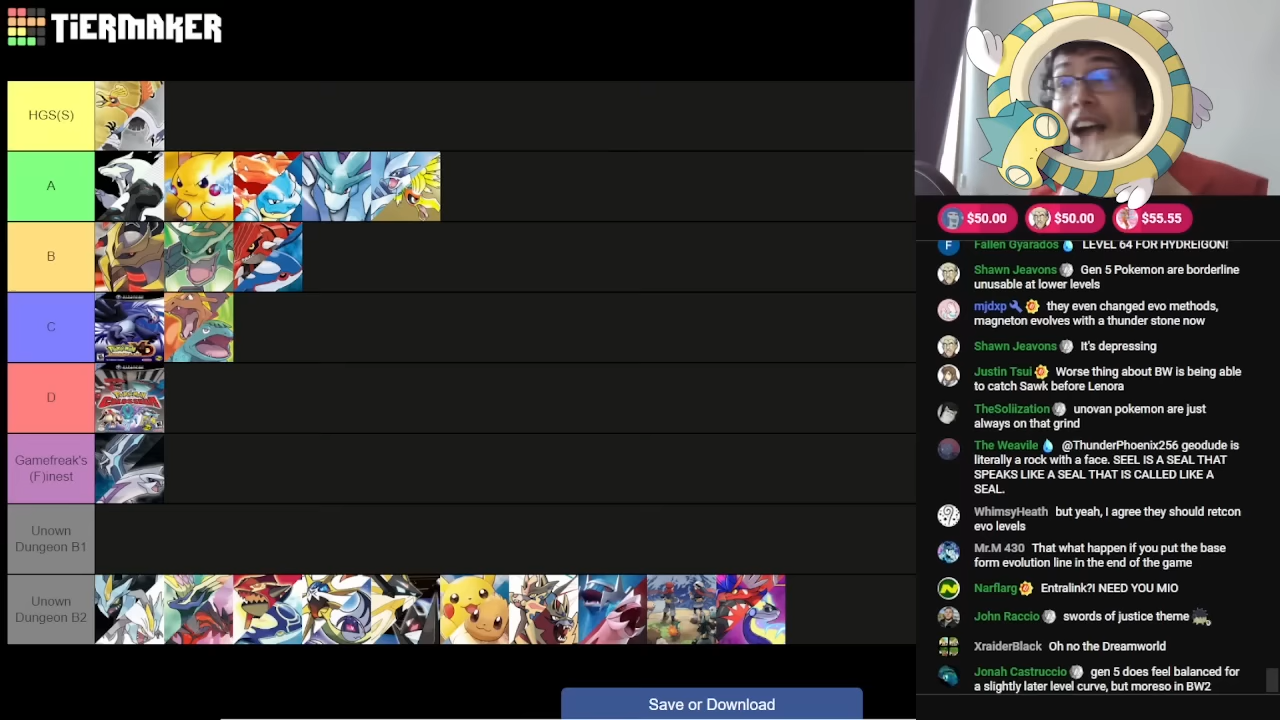 TiERMAKER
HGS(S)
A
B
C
D
Gamefreak's
(F)inest
Unown
Dungeon B1
Unown
Dungeon B2
Save or Download
$50.00
$50.00
$55.55
F Fallen Gyarados LEVEL 64 FOR HYDREIGON!
Shawn Jeavons Gen 5 Pokemon are borderline
unusable at lower levels
mjdxp they even changed evo methods,
magneton evolves with a thunder stone now
Shawn Jeavons It's depressing
Justin Tsui Worse thing about BW is being able
to catch Sawk before Lenora
TheSoliization unovan pokemon are just
always on that grind
The Weavile @ThunderPhoenix256 geodude is
literally a rock with a face. SEEL IS A SEAL THAT
SPEAKS LIKE A SEAL THAT IS CALLED LIKE A
SEAL.
WhimsyHeath but yeah, I agree they should retcon
evo levels
Mr.M 430 That what happen if you put the base
form evolution line in the end of the game
Narflarg Entralink?I NEED YOU MIO
John Raccio swords of justice theme
XraiderBlack Oh no the Dreamworld
Jonah Castruccio gen 5 does feel balanced for
a slightly later level curve, but moreso in BW2